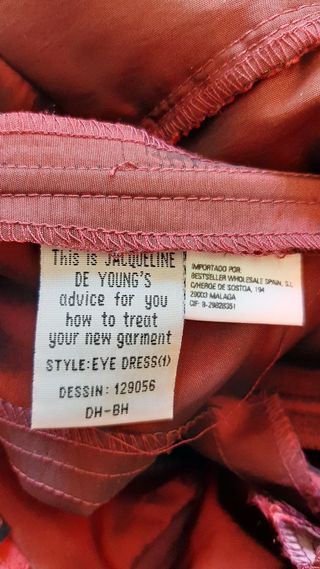 This is JACQUELINE
DE YOUNG'S
advice for you
how to treat
your new garment
STYLE:EYE DRESS(1)
DESSIN: 129056
DH-BH
IMPORTADO POR:
BESTSELLER WHOLESALE SPAIN, S.L
C/HERGE DE SOSTOA, 194
29003 MALAGA
CIF: B-29828351